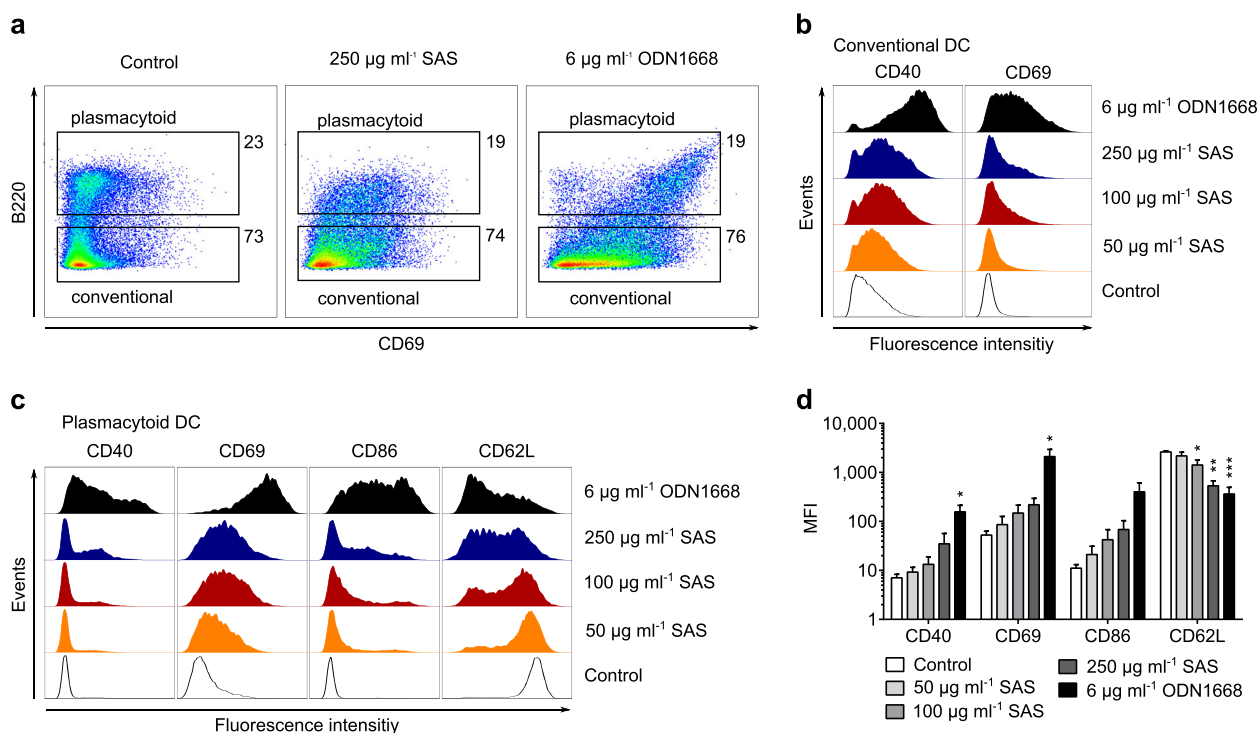 a
Control
250 µg ml⁻¹ SAS
6 µg ml⁻¹ ODN1668
plasmacytoid
23
73
conventional
plasmacytoid
19
74
conventional
plasmacytoid
19
76
conventional
B220
CD69
b
Conventional DC
CD40
CD69
6 µg ml⁻¹ ODN1668
250 µg ml⁻¹ SAS
100 µg ml⁻¹ SAS
50 µg ml⁻¹ SAS
Control
Events
Fluorescence intensitiy
c
Plasmacytoid DC
CD40
CD69
CD86
CD62L
6 µg ml⁻¹ ODN1668
250 µg ml⁻¹ SAS
100 µg ml⁻¹ SAS
50 µg ml⁻¹ SAS
Control
Events
Fluorescence intensitiy
d
10,000
1,000
100
10
1
MFI
*
*
*
**
***
CD40
CD69
CD86
CD62L
Control
50 µg ml⁻¹ SAS
100 µg ml⁻¹ SAS
250 µg ml⁻¹ SAS
6 µg ml⁻¹ ODN1668